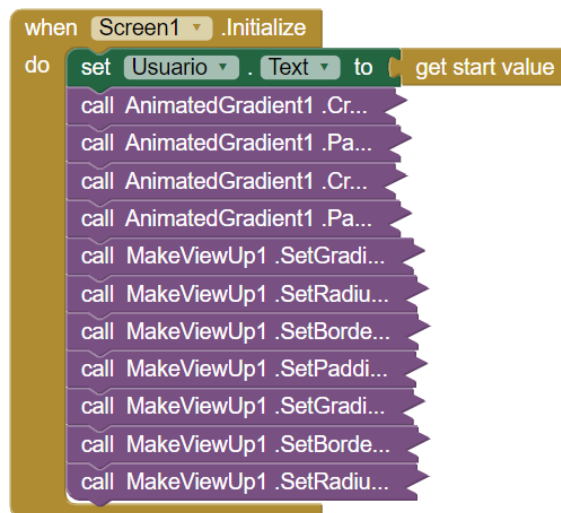 when Screen1 .Initialize
do set Usuario . Text to get start value
call AnimatedGradient1 .Cr...
call AnimatedGradient1 .Pa...
call AnimatedGradient1 .Cr...
call AnimatedGradient1 .Pa...
call MakeViewUp1 .SetGradi...
call MakeViewUp1 .SetRadiu...
call MakeViewUp1 .SetBorde...
call MakeViewUp1 .SetPaddi...
call MakeViewUp1 .SetGradi...
call MakeViewUp1 .SetBorde...
call MakeViewUp1 .SetRadiu...